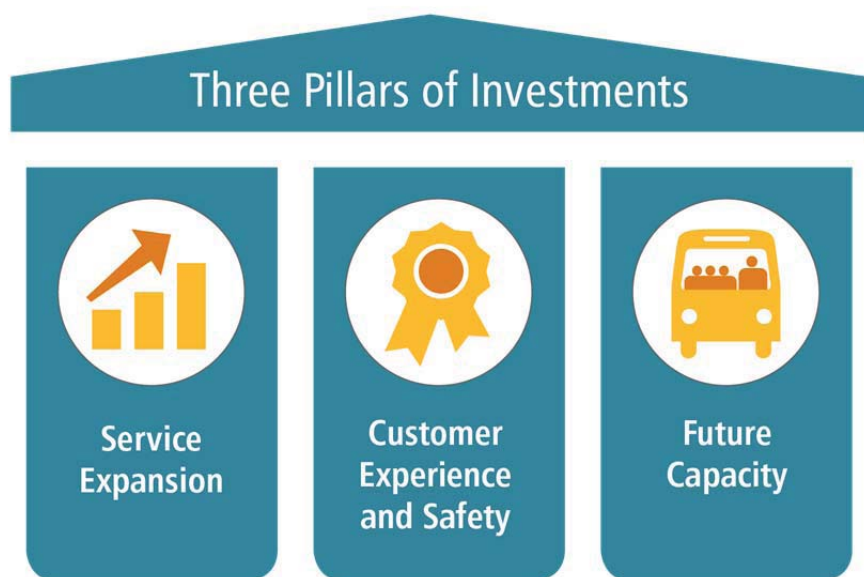 Three Pillars of Investments
Service
Expansion
Customer
Experience
and Safety
Future
Capacity